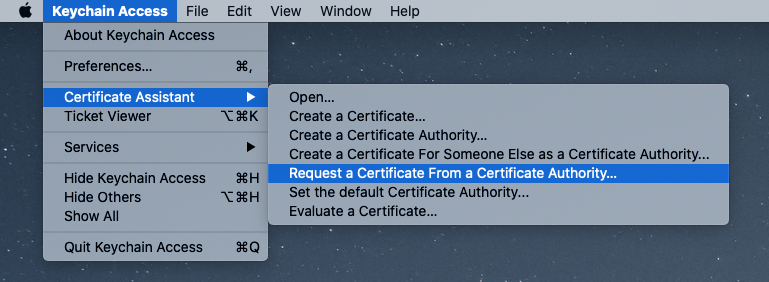 Keychain Access File Edit View Window Help
About Keychain Access
Preferences... ⌘,
Certificate Assistant ▶
Ticket Viewer ⌥⌘K
Services ▶
Hide Keychain Access ⌘H
Hide Others ⌥⌘H
Show All
Quit Keychain Access ⌘Q
Open...
Create a Certificate...
Create a Certificate Authority...
Create a Certificate For Someone Else as a Certificate Authority...
Request a Certificate From a Certificate Authority...
Set the default Certificate Authority...
Evaluate a Certificate...